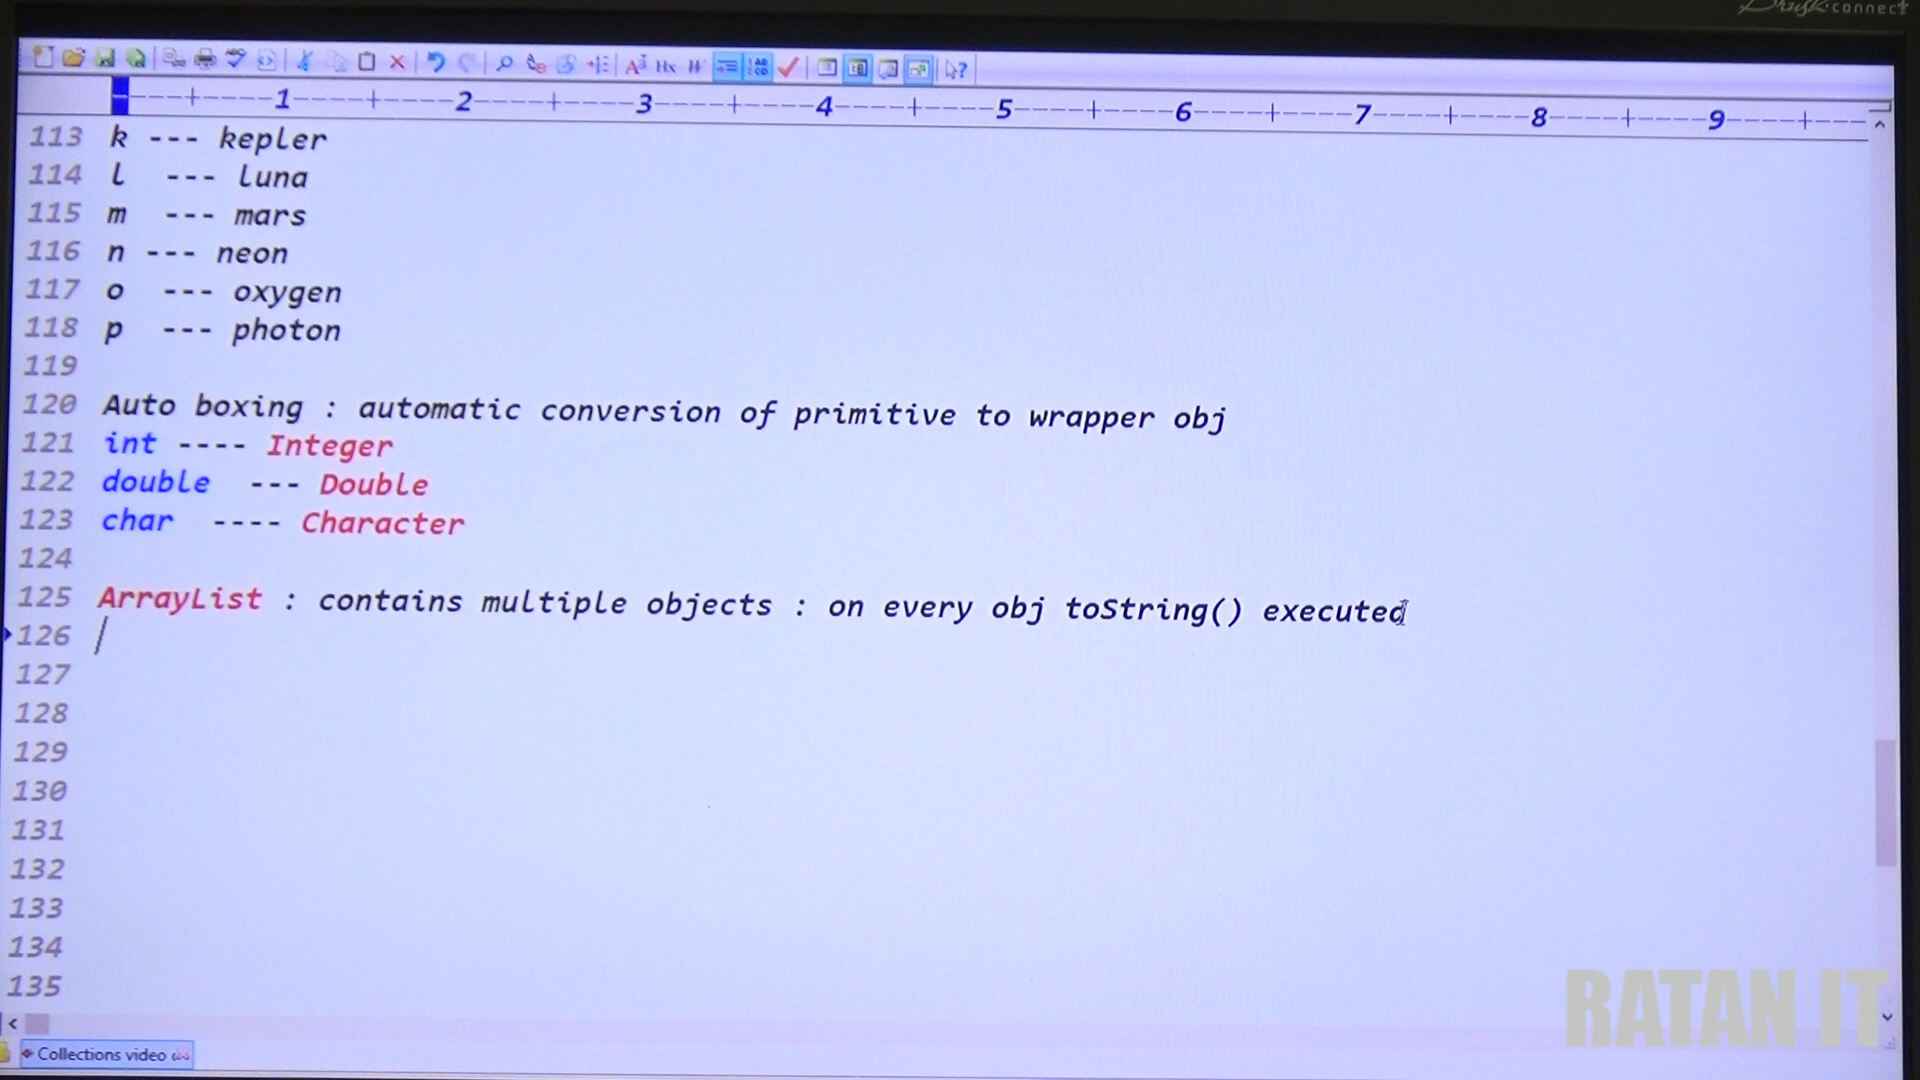 connect
----+----1----+----2----+----3----+----4----+----5----+----6----+----7----+----8----+----9----+---
113 k --- kepler
114 l --- luna
115 m --- mars
116 n --- neon
117 o --- oxygen
118 p --- photon
119
120 Auto boxing : automatic conversion of primitive to wrapper obj
121 int ---- Integer
122 double --- Double
123 char ---- Character
124
125 ArrayList : contains multiple objects : on every obj toString() executed
126
127
128
129
130
131
132
133
134
135
RATAN IT
Collections video